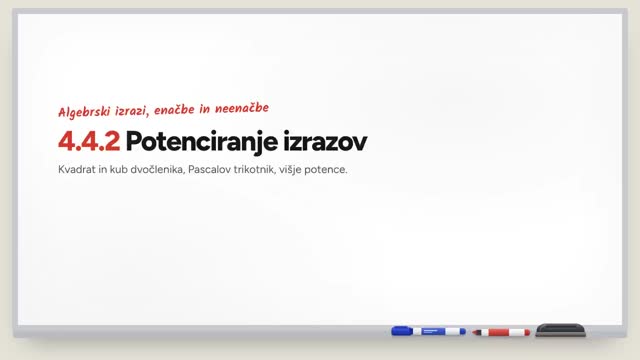 Algebrski izrazi, enačbe in neenačbe
4.4.2 Potenciranje izrazov
Kvadrat in kub dvočlenika, Pascalov trikotnik, višje potence.